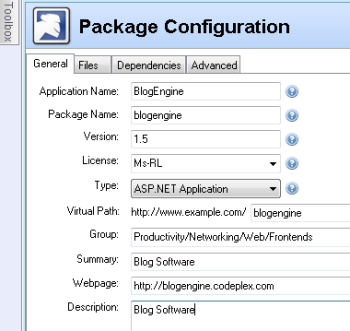 Toolbox
Package Configuration
General Files Dependencies Advanced
Application Name: BlogEngine
Package Name: blogengine
Version: 1.5
License: Ms-RL
Type: ASP.NET Application
Virtual Path: http://www.example.com/ blogengine
Group: Productivity/Networking/Web/Frontends
Summary: Blog Software
Webpage: http://blogengine.codeplex.com
Description: Blog Software